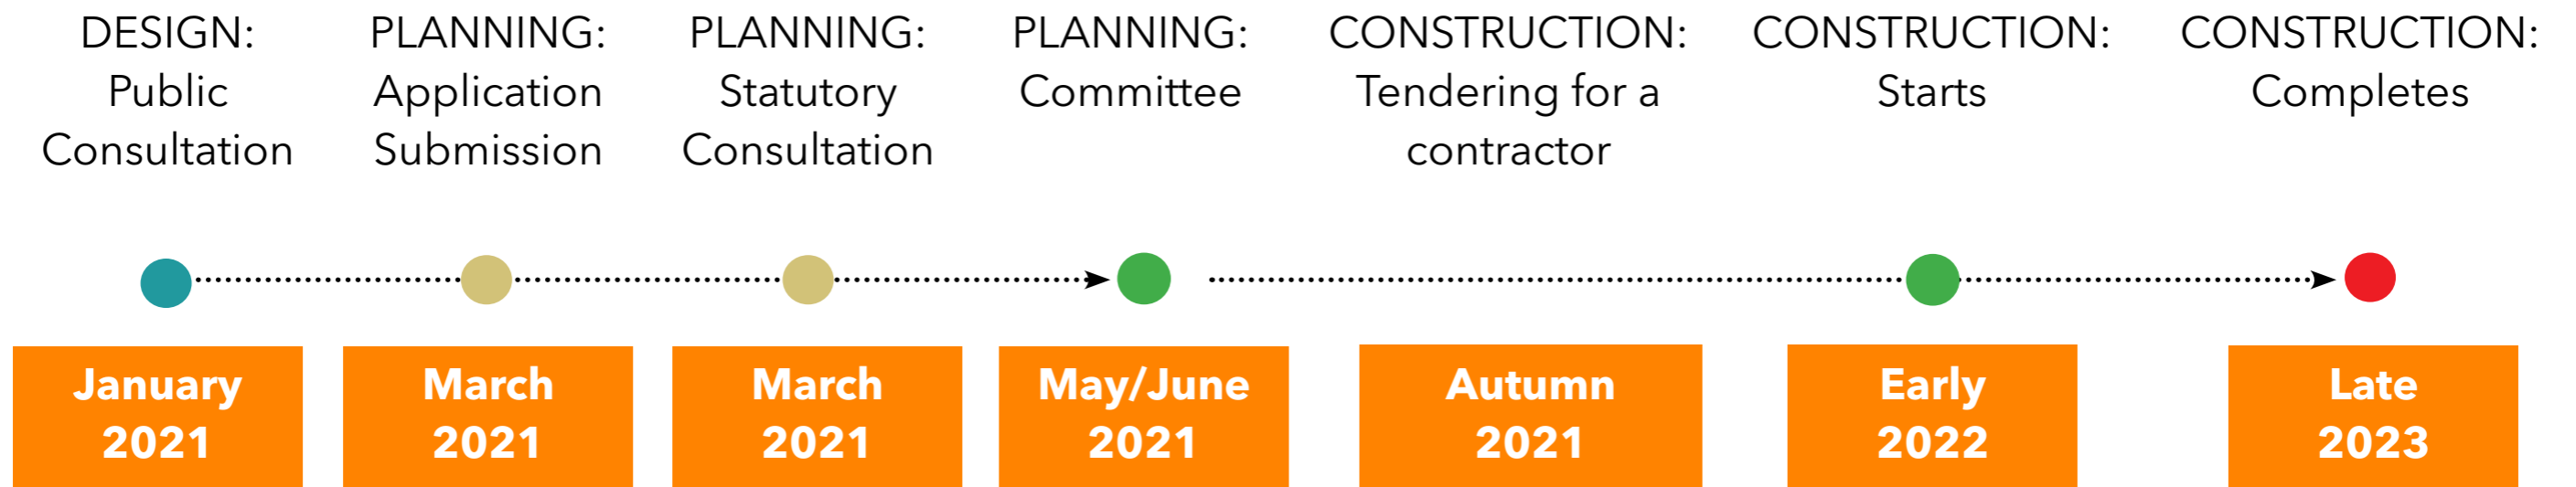 DESIGN:
Public
Consultation
PLANNING:
Application
Submission
PLANNING:
Statutory
Consultation
PLANNING:
Committee
CONSTRUCTION:
Tendering for a
contractor
CONSTRUCTION:
Starts
CONSTRUCTION:
Completes
January
2021
March
2021
March
2021
May/June
2021
Autumn
2021
Early
2022
Late
2023